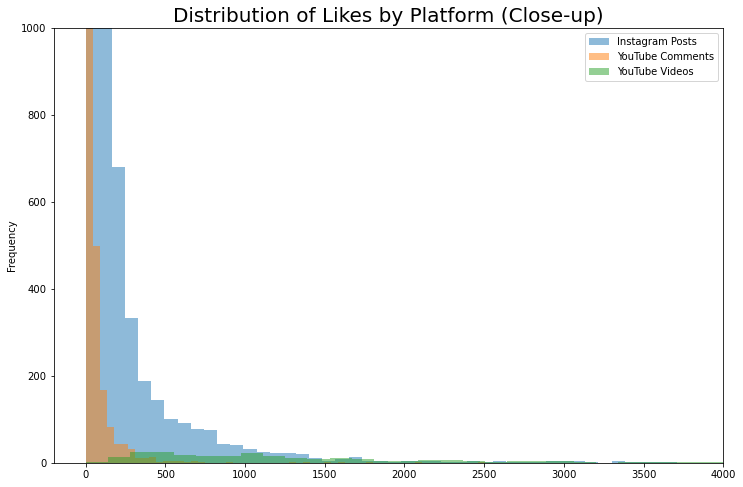 Distribution of Likes by Platform (Close-up)
Instagram Posts
YouTube Comments
YouTube Videos
Frequency
1000
800
600
400
200
0
0 500 1000 1500 2000 2500 3000 3500 4000